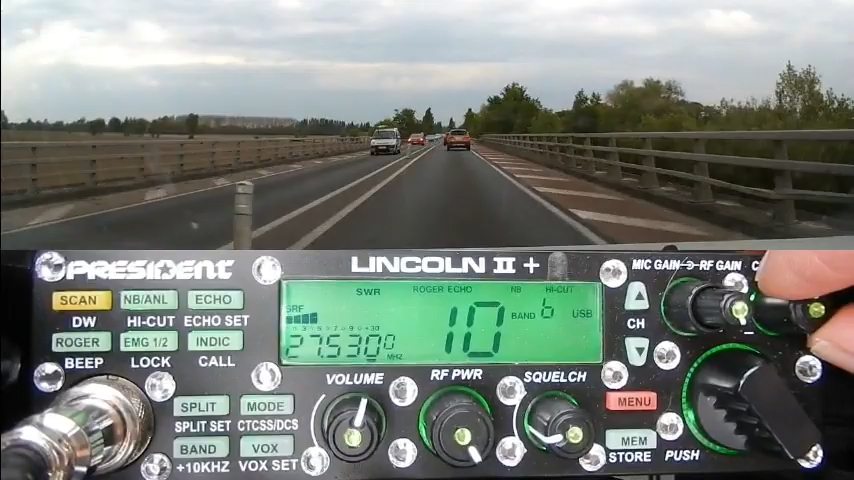 PRESIDENT
LINCOLN II +
MIC GAIN RF GAIN C
SCAN
NB/ANL
ECHO
DW
HI-CUT
ECHO SET
ROGER
EMG 1/2
INDIC
BEEP
LOCK
CALL
SWR
ROGER ECHO
NB
HI-CUT
SRF
10
BAND 6
USB
27.5300 MHZ
CH
VOLUME
RF PWR
SQUELCH
MENU
SPLIT
MODE
SPLIT SET
CTCSS/DCS
BAND
VOX
+10KHZ
VOX SET
MEM
STORE
PUSH